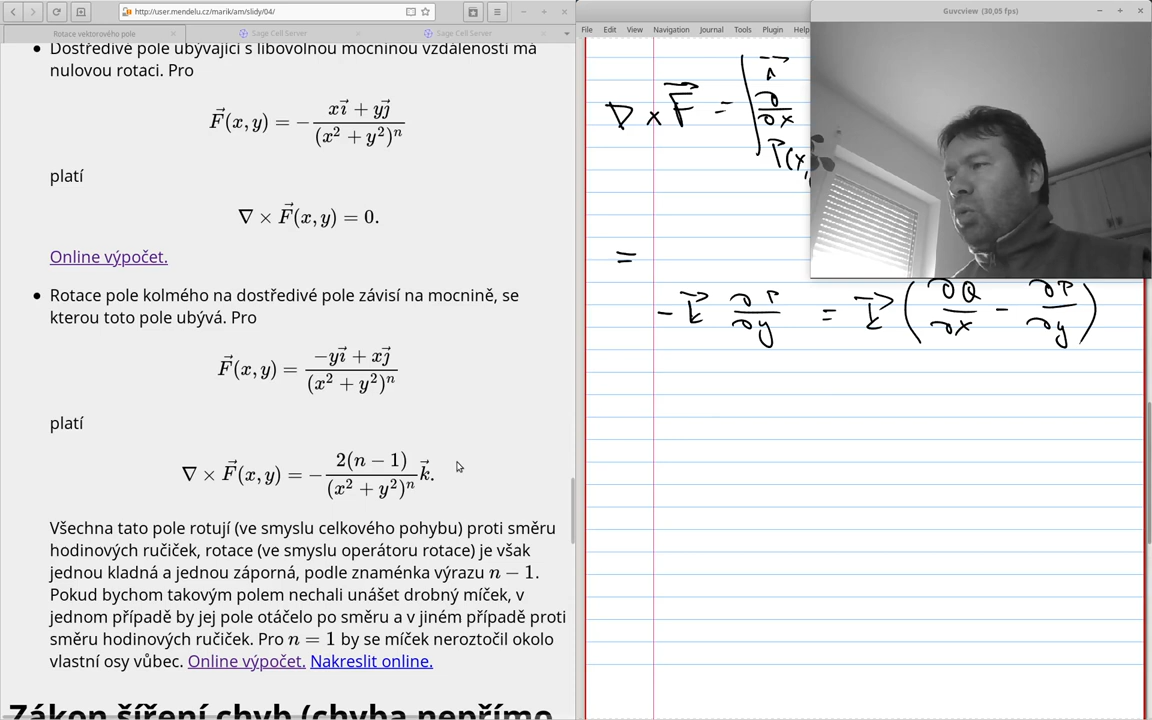 http://user.mendelu.cz/marik/am/slidy/04/
Rotace vektorového pole
Sage Cell Server
Sage Cell Server
• Dostředivé pole ubývající s libovolnou mocninou vzdálenosti má
nulovou rotaci. Pro
F⃗(x, y) = − (x i⃗ + y j⃗) / (x² + y²)ⁿ
platí
∇ × F⃗(x, y) = 0.
Online výpočet.
• Rotace pole kolmého na dostředivé pole závisí na mocnině, se
kterou toto pole ubývá. Pro
F⃗(x, y) = (−y i⃗ + x j⃗) / (x² + y²)ⁿ
platí
∇ × F⃗(x, y) = − 2(n − 1) / (x² + y²)ⁿ k⃗.
Všechna tato pole rotují (ve smyslu celkového pohybu) proti směru
hodinových ručiček, rotace (ve smyslu operátoru rotace) je však
jednou kladná a jednou záporná, podle znaménka výrazu n − 1.
Pokud bychom takovým polem nechali unášet drobný míček, v
jednom případě by jej pole otáčelo po směru a v jiném případě proti
směru hodinových ručiček. Pro n = 1 by se míček neroztočil okolo
vlastní osy vůbec. Online výpočet. Nakreslit online.
Zákon šíření chyb (chyba nepřímo
File Edit View Navigation Journal Tools Plugin Help
Guvcview (30,05 fps)
∇ × F⃗ =
∂/∂x
P(x,
=
− k⃗ ∂P/∂y = k⃗ (∂Q/∂x − ∂P/∂y)